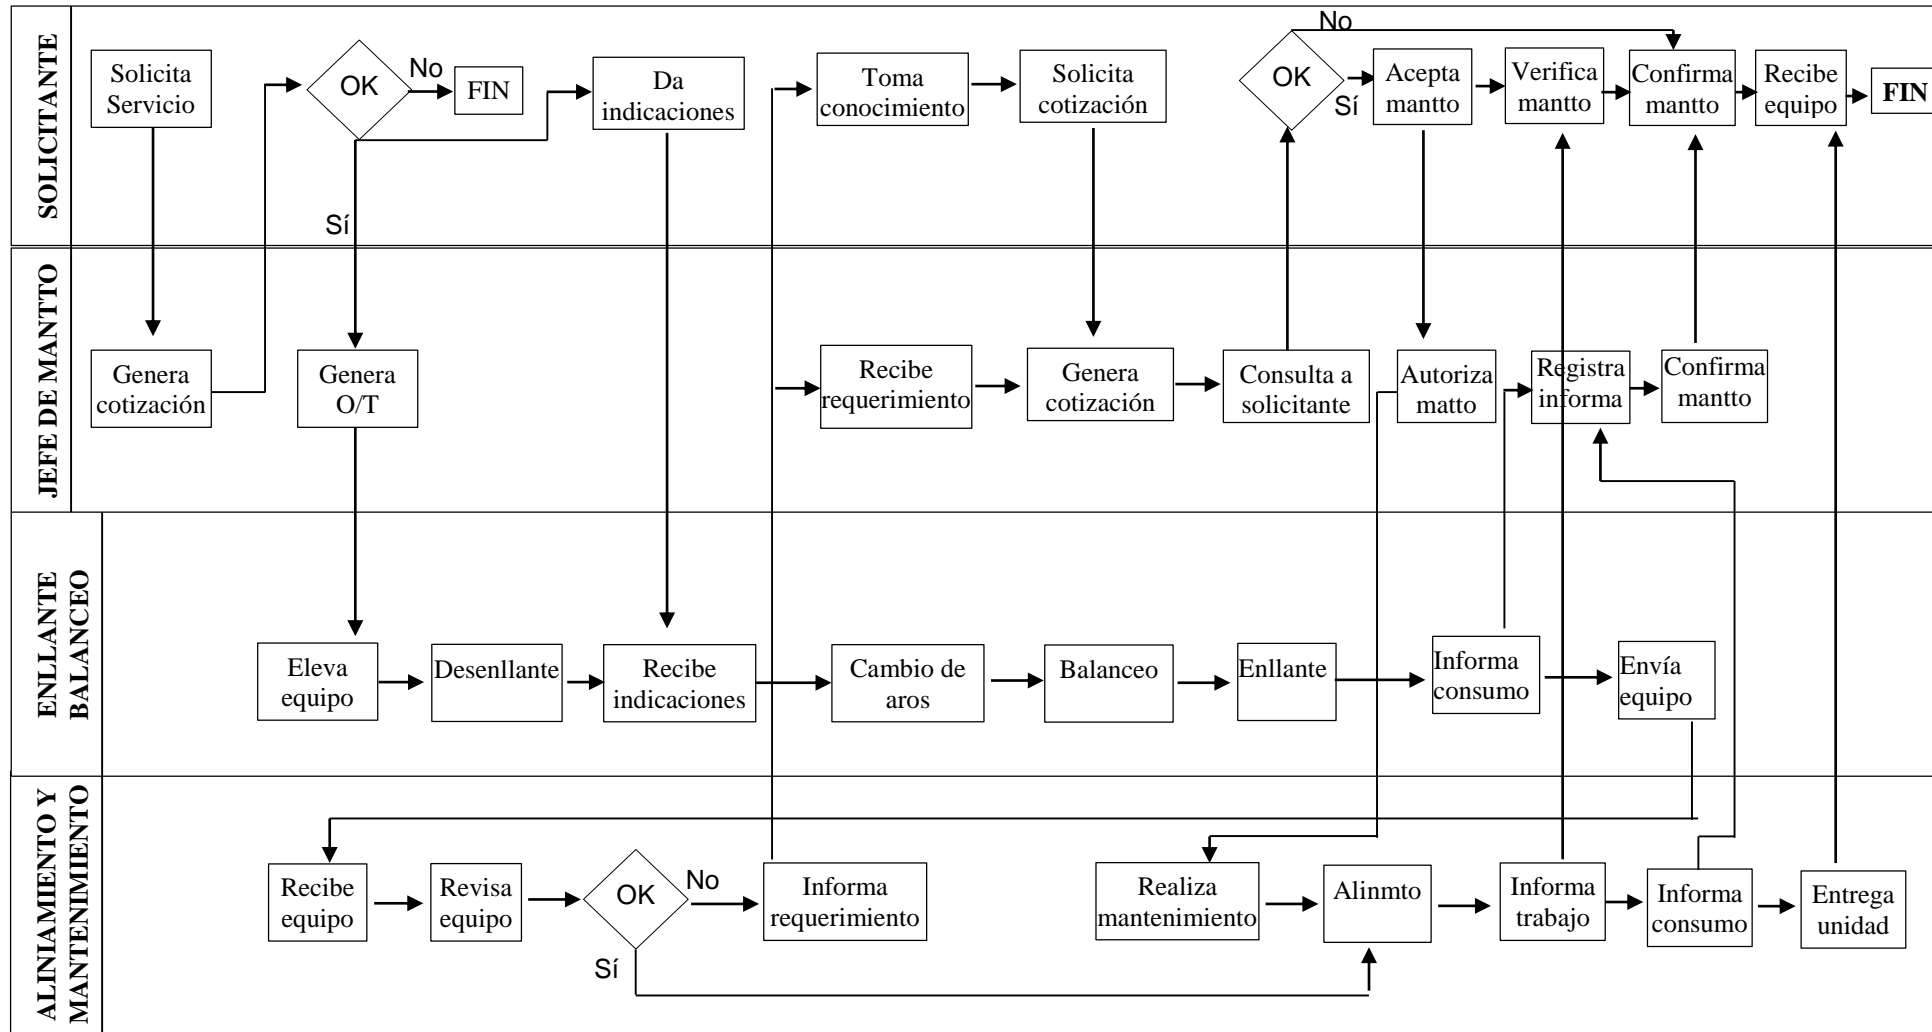 SOLICITANTE
Solicita
Servicio
OK
No
FIN
Sí
Da
indicaciones
Toma
conocimiento
Solicita
cotización
No
OK
Sí
Acepta
mantto
Verifica
mantto
Confirma
mantto
Recibe
equipo
FIN
JEFE DE MANTTO
Genera
cotización
Genera
O/T
Recibe
requerimiento
Genera
cotización
Consulta a
solicitante
Autoriza
matto
Registra
informa
Confirma
mantto
ENLLANTE
BALANCEO
Eleva
equipo
Desenllante
Recibe
indicaciones
Cambio de
aros
Balanceo
Enllante
Informa
consumo
Envía
equipo
ALINIAMIENTO Y
MANTENIMIENTO
Recibe
equipo
Revisa
equipo
OK
No
Sí
Informa
requerimiento
Realiza
mantenimiento
Alinmto
Informa
trabajo
Informa
consumo
Entrega
unidad